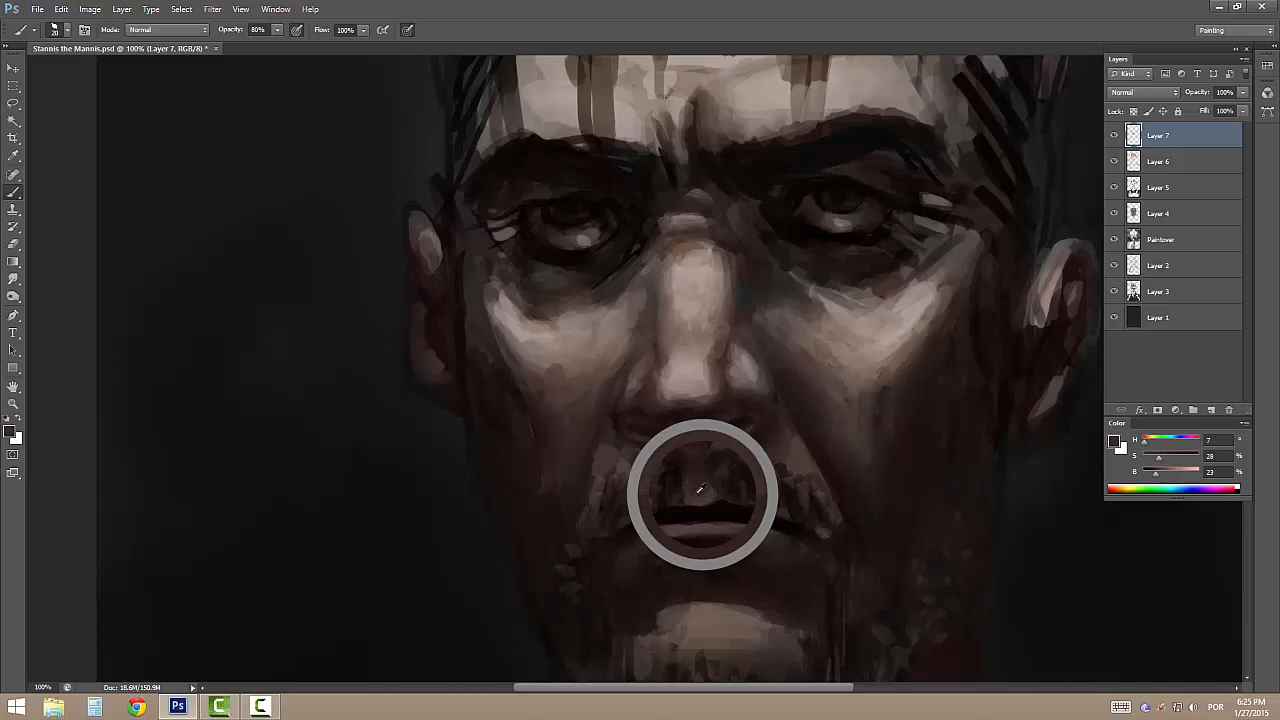 Ps File Edit Image Layer Type Select Filter View Window Help
Mode: Normal Opacity: 80% Flow: 100% Painting
20
Stannis the Mannis.psd @ 100% (Layer 7, RGB/8) * ×
Layers
Kind
Normal Opacity: 100%
Lock: Fill: 100%
Layer 7
Layer 6
Layer 5
Layer 4
Paintover
Layer 2
Layer 3
Layer 1
Color
H 7 °
S 28 %
B 23 %
100% Doc: 18.6M/150.9M
POR 6:25 PM
1/27/2015